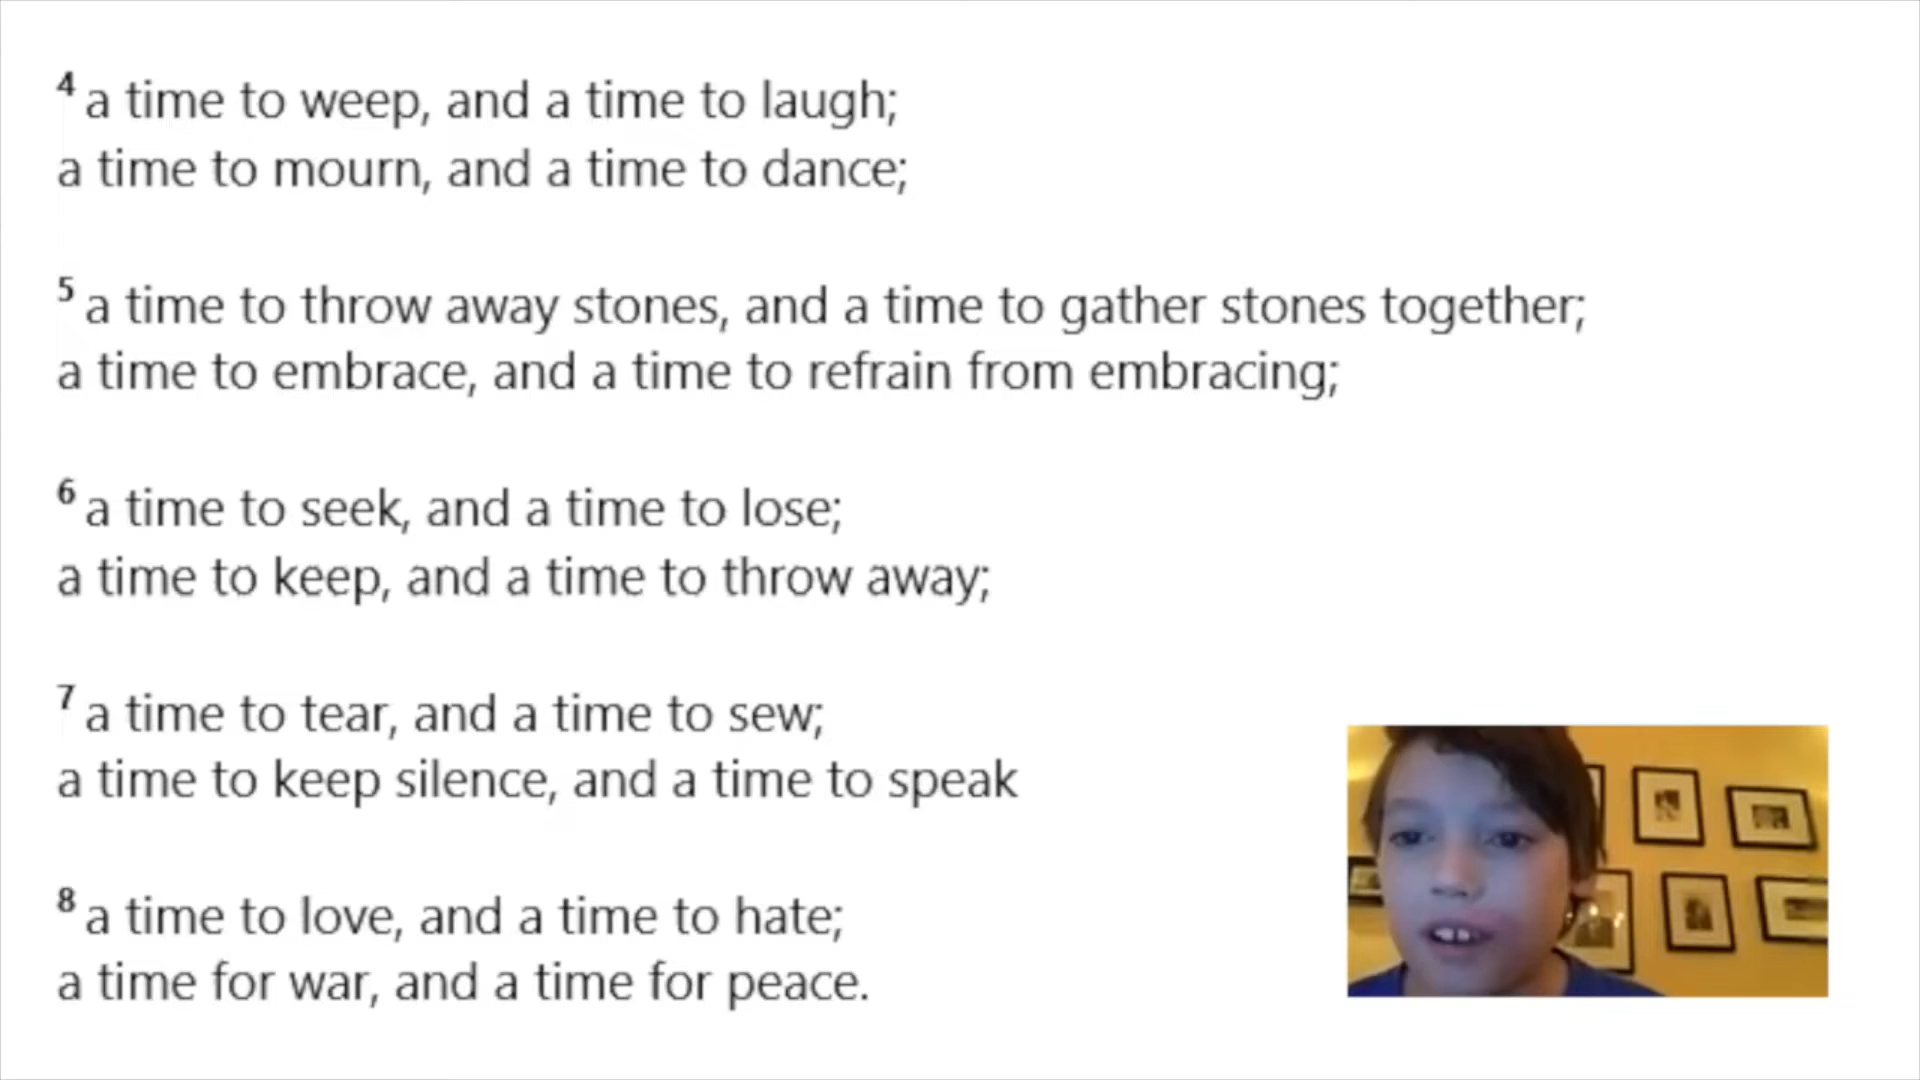 4 a time to weep, and a time to laugh;
a time to mourn, and a time to dance;
5 a time to throw away stones, and a time to gather stones together;
a time to embrace, and a time to refrain from embracing;
6 a time to seek, and a time to lose;
a time to keep, and a time to throw away;
7 a time to tear, and a time to sew;
a time to keep silence, and a time to speak
8 a time to love, and a time to hate;
a time for war, and a time for peace.